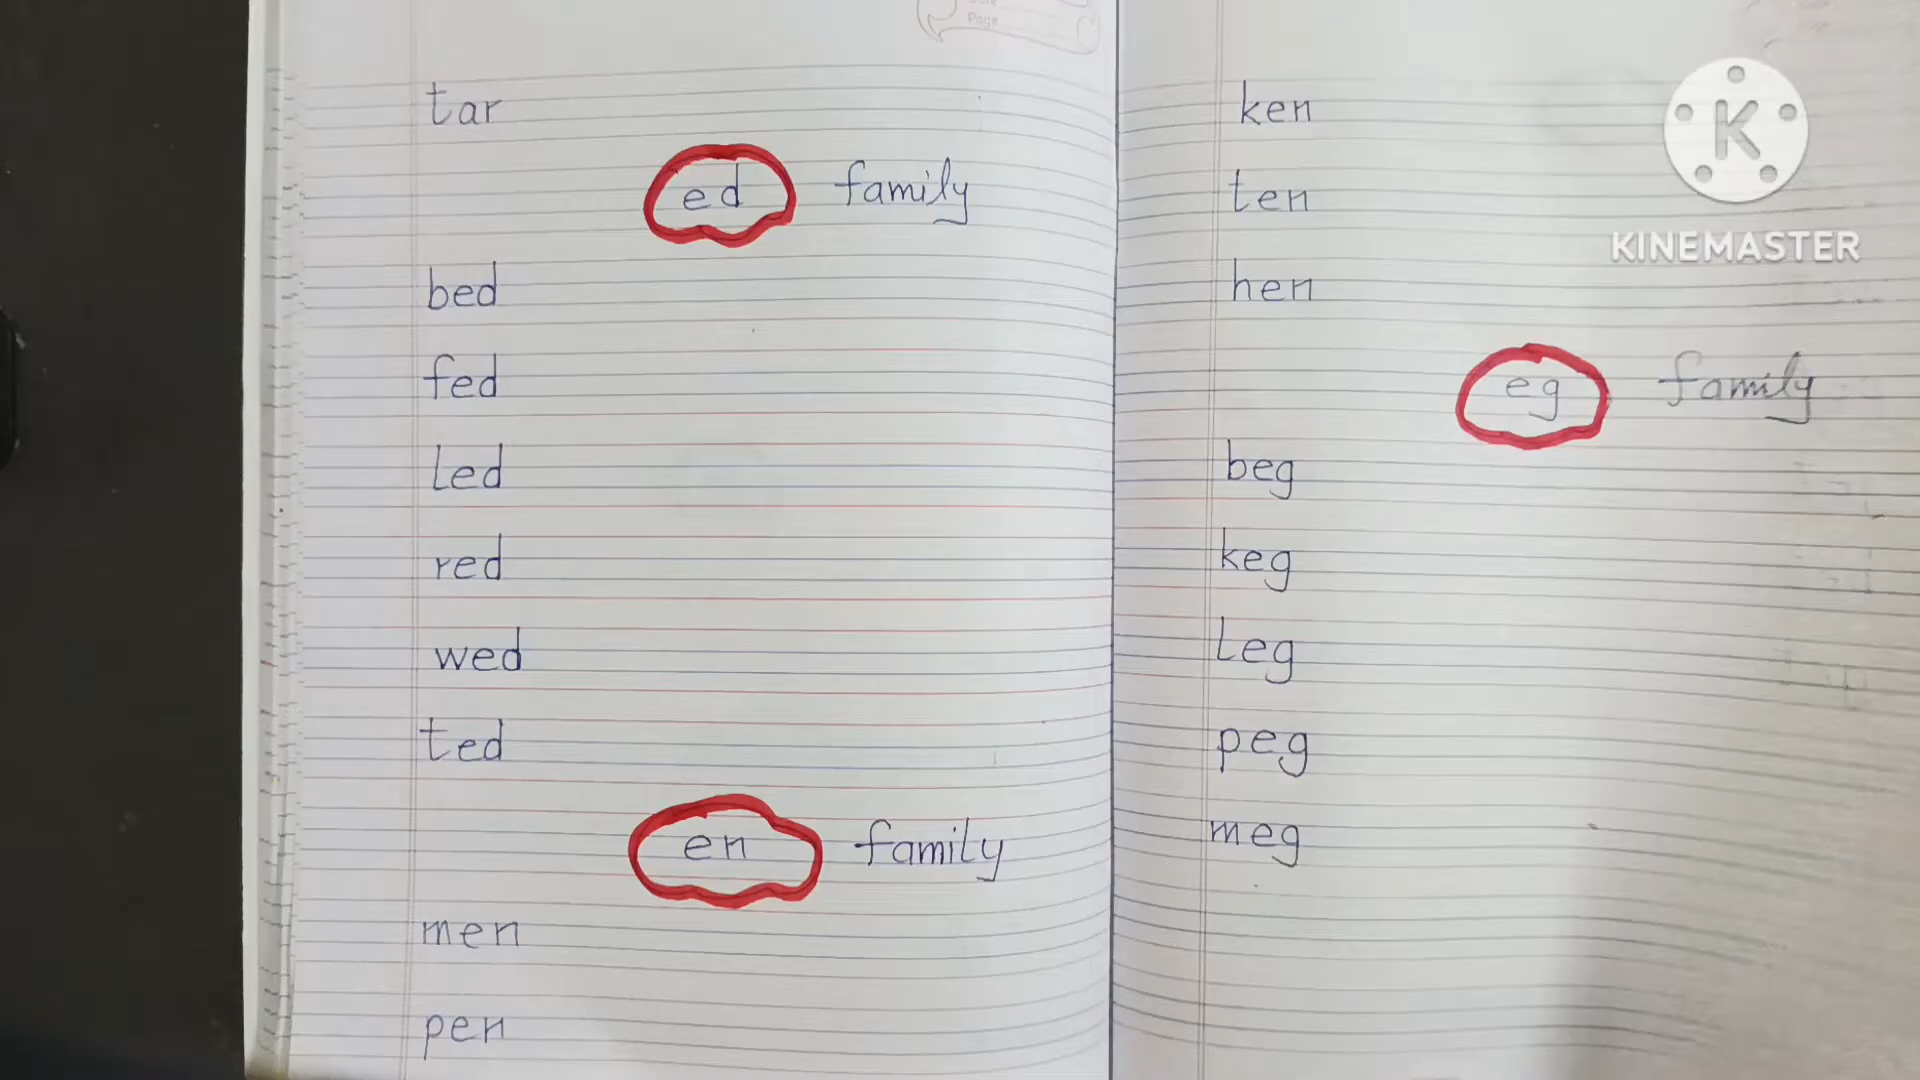 Page
tar
ed family
bed
fed
led
red
wed
ted
en family
men
pen
ken
ten
hen
eg family
beg
keg
leg
peg
meg
K
KINEMASTER